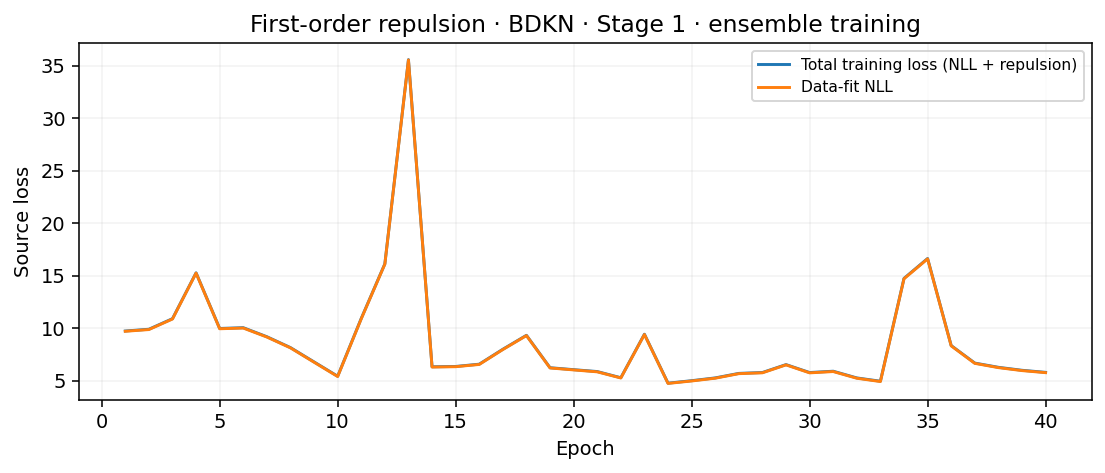 First-order repulsion · BDKN · Stage 1 · ensemble training
Total training loss (NLL + repulsion)
Data-fit NLL
Source loss
35
30
25
20
15
10
5
0 5 10 15 20 25 30 35 40
Epoch